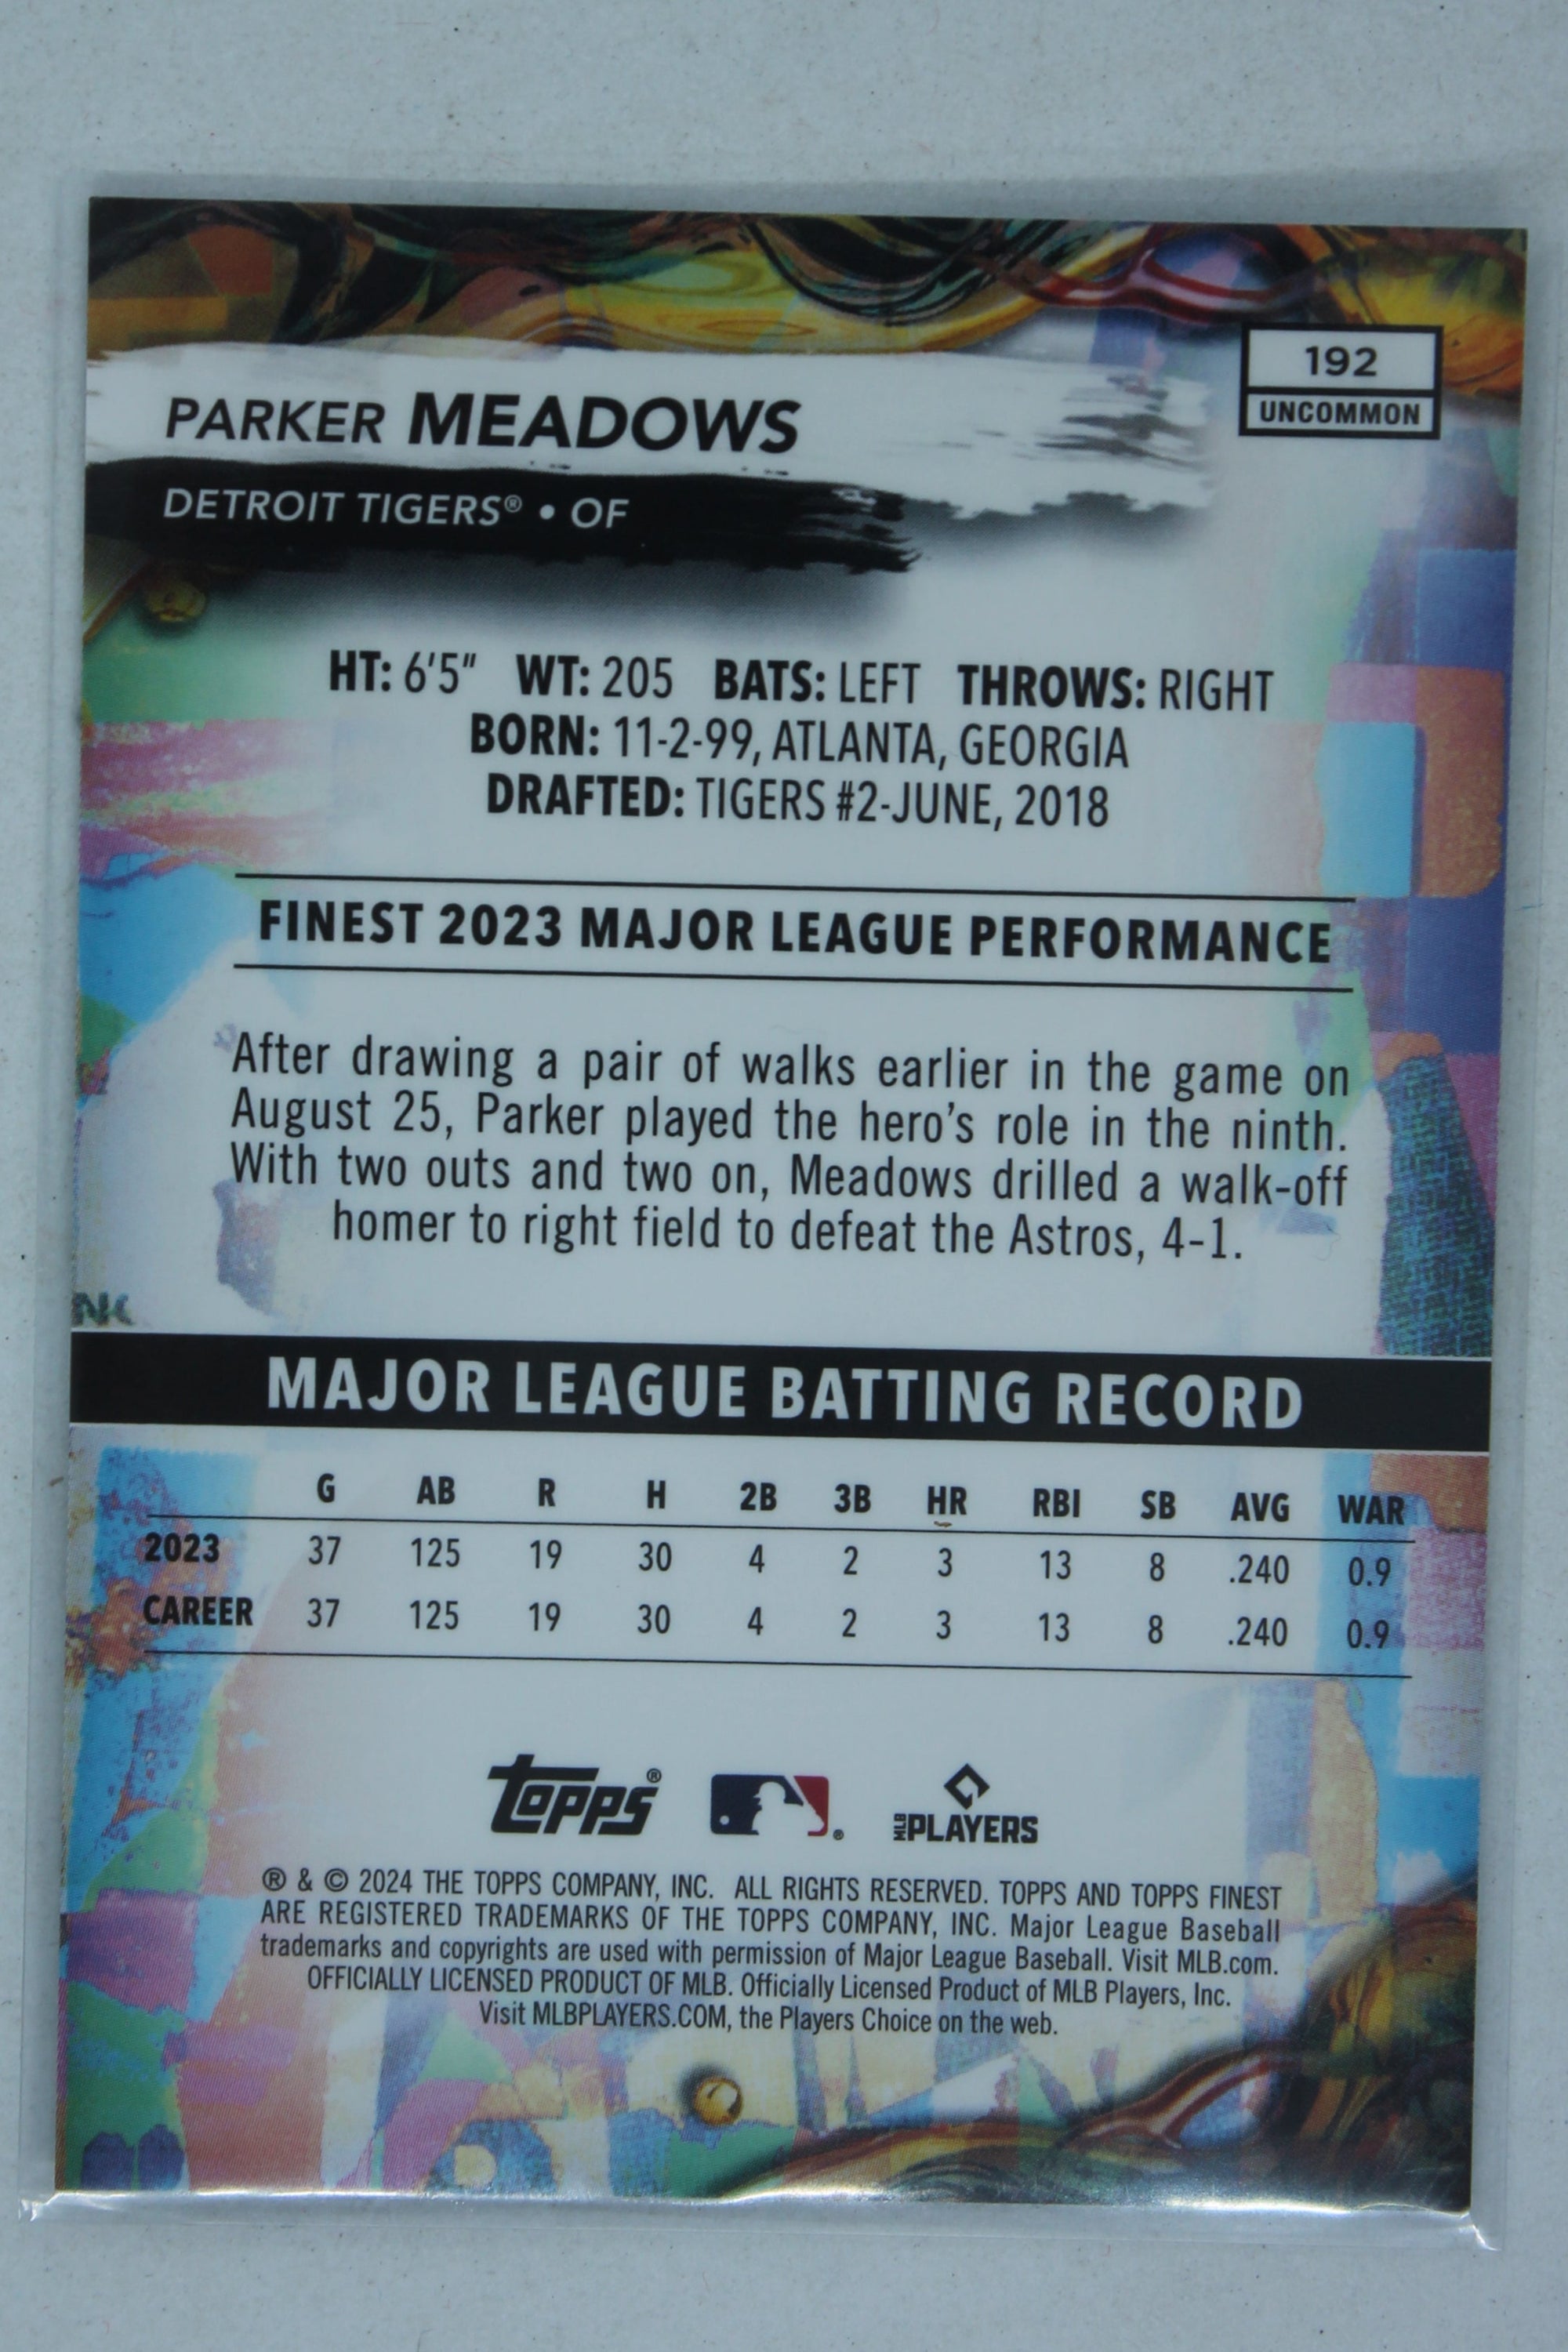 192
UNCOMMON
PARKER MEADOWS
DETROIT TIGERS® • OF
HT: 6'5" WT: 205 BATS: LEFT THROWS: RIGHT
BORN: 11-2-99, ATLANTA, GEORGIA
DRAFTED: TIGERS #2-JUNE, 2018
FINEST 2023 MAJOR LEAGUE PERFORMANCE
After drawing a pair of walks earlier in the game on
August 25, Parker played the hero's role in the ninth.
With two outs and two on, Meadows drilled a walk-off
homer to right field to defeat the Astros, 4-1.
NK
MAJOR LEAGUE BATTING RECORD
G AB R H 2B 3B HR RBI SB AVG WAR
2023 37 125 19 30 4 2 3 13 8 .240 0.9
CAREER 37 125 19 30 4 2 3 13 8 .240 0.9
Topps® ® MLB PLAYERS
® & © 2024 THE TOPPS COMPANY, INC. ALL RIGHTS RESERVED. TOPPS AND TOPPS FINEST
ARE REGISTERED TRADEMARKS OF THE TOPPS COMPANY, INC. Major League Baseball
trademarks and copyrights are used with permission of Major League Baseball. Visit MLB.com.
OFFICIALLY LICENSED PRODUCT OF MLB. Officially Licensed Product of MLB Players, Inc.
Visit MLBPLAYERS.COM, the Players Choice on the web.